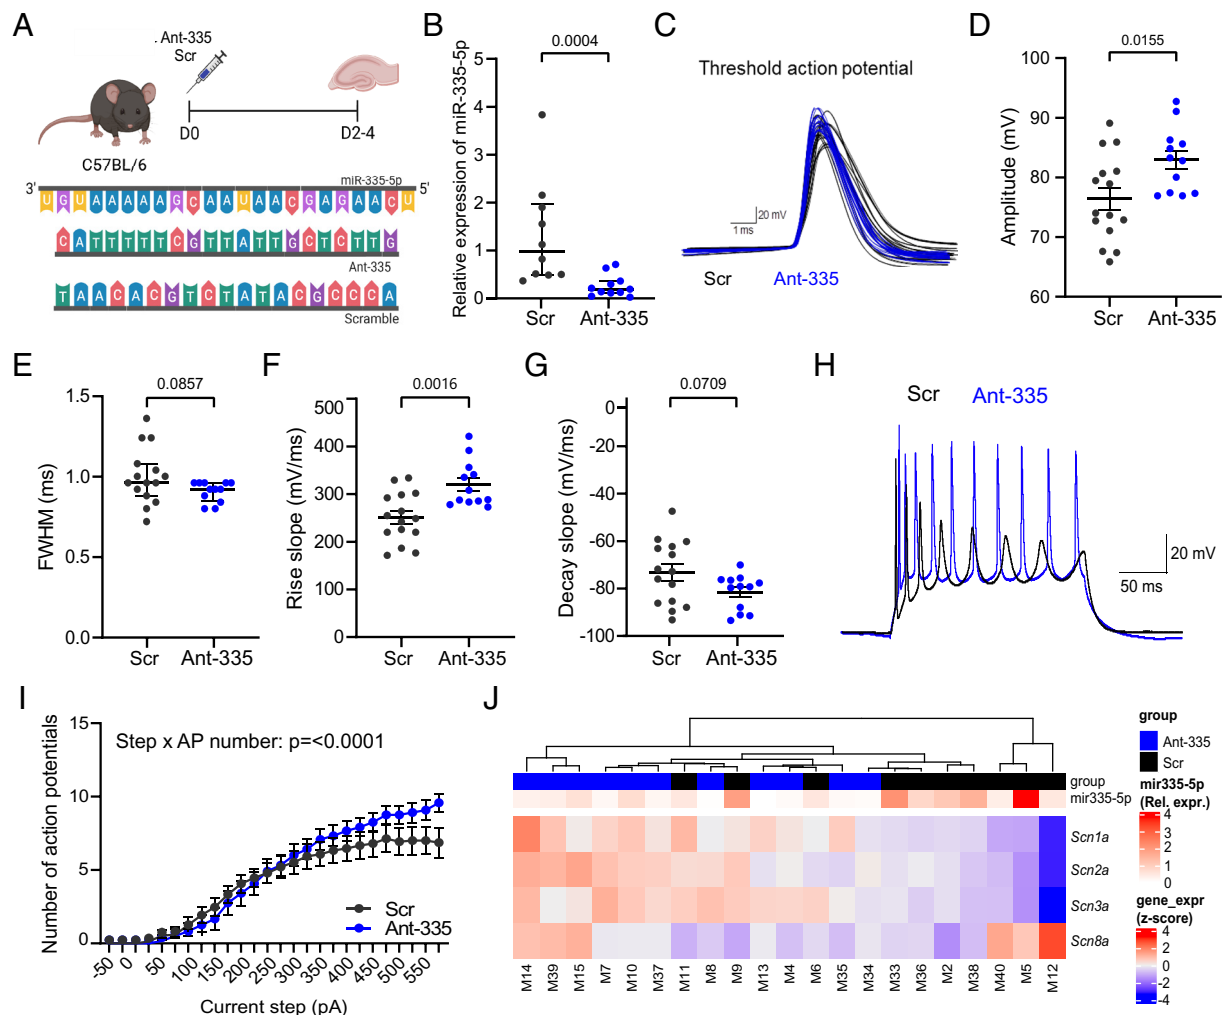 A
. Ant-335
Scr
D0
D2-4
C57BL/6
miR-335-5p
3'
5'
U G U A A A A A G C A A U A A C G A G A A C U
C A T T T T T C G T T A T T G C T C T T G
Ant-335
T A A C A C G T C T A T A C G C C C A
Scramble
B
Relative expression of miR-335-5p
0.0004
5
4
3
2
1
0
Scr
Ant-335
C
Threshold action potential
20 mV
1 ms
Scr
Ant-335
D
Amplitude (mV)
0.0155
100
90
80
70
60
Scr
Ant-335
E
FWHM (ms)
0.0857
1.5
1.0
0.5
0.0
Scr
Ant-335
F
Rise slope (mV/ms)
0.0016
500
400
300
200
100
0
Scr
Ant-335
G
Decay slope (mV/ms)
0.0709
0
-20
-40
-60
-80
-100
Scr
Ant-335
H
Scr
Ant-335
20 mV
50 ms
I
Number of action potentials
Step x AP number: p=<0.0001
15
10
5
0
Scr
Ant-335
-50 0 50 100 150 200 250 300 350 400 450 500 550
Current step (pA)
J
group
mir335-5p
Scn1a
Scn2a
Scn3a
Scn8a
M14 M39 M15 M7 M10 M37 M11 M8 M9 M13 M4 M6 M35 M34 M33 M36 M2 M38 M40 M5 M12
group
Ant-335
Scr
mir335-5p
(Rel. expr.)
4
3
2
1
0
gene_expr
(z-score)
4
2
0
-2
-4